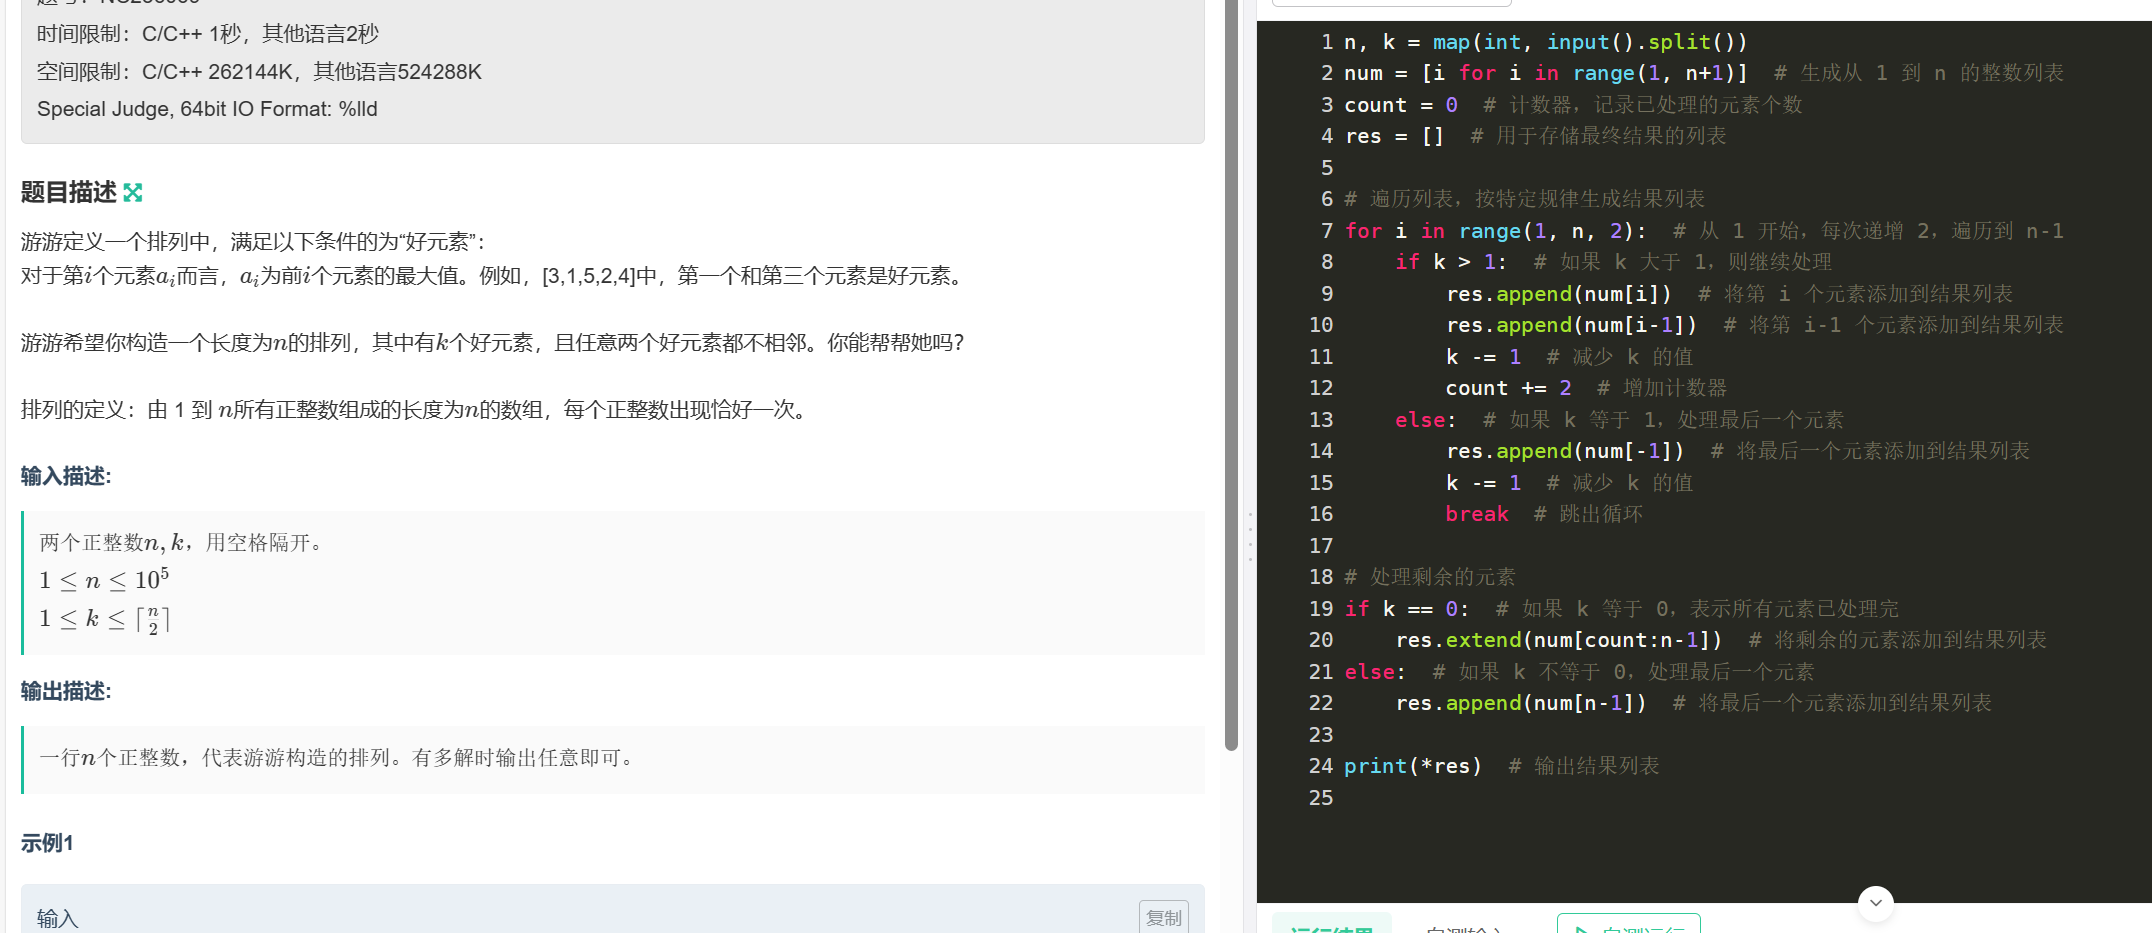 时间限制：C/C++ 1秒，其他语言2秒
空间限制：C/C++ 262144K，其他语言524288K
Special Judge, 64bit IO Format: %lld
题目描述
游游定义一个排列中，满足以下条件的为“好元素”：
对于第i个元素aᵢ而言，aᵢ为前i个元素的最大值。例如，[3,1,5,2,4]中，第一个和第三个元素是好元素。
游游希望你构造一个长度为n的排列，其中有k个好元素，且任意两个好元素都不相邻。你能帮帮她吗？
排列的定义：由 1 到 n所有正整数组成的长度为n的数组，每个正整数出现恰好一次。
输入描述:
两个正整数n, k，用空格隔开。
1 ≤ n ≤ 10⁵
1 ≤ k ≤ ⌈n/2⌉
输出描述:
一行n个正整数，代表游游构造的排列。有多解时输出任意即可。
示例1
输入
复制
1 n, k = map(int, input().split())
2 num = [i for i in range(1, n+1)]  # 生成从 1 到 n 的整数列表
3 count = 0  # 计数器，记录已处理的元素个数
4 res = []  # 用于存储最终结果的列表
5
6 # 遍历列表，按特定规律生成结果列表
7 for i in range(1, n, 2):  # 从 1 开始，每次递增 2，遍历到 n-1
8     if k > 1:  # 如果 k 大于 1，则继续处理
9         res.append(num[i])  # 将第 i 个元素添加到结果列表
10         res.append(num[i-1])  # 将第 i-1 个元素添加到结果列表
11         k -= 1  # 减少 k 的值
12         count += 2  # 增加计数器
13     else:  # 如果 k 等于 1，处理最后一个元素
14         res.append(num[-1])  # 将最后一个元素添加到结果列表
15         k -= 1  # 减少 k 的值
16         break  # 跳出循环
17
18 # 处理剩余的元素
19 if k == 0:  # 如果 k 等于 0，表示所有元素已处理完
20     res.extend(num[count:n-1])  # 将剩余的元素添加到结果列表
21 else:  # 如果 k 不等于 0，处理最后一个元素
22     res.append(num[n-1])  # 将最后一个元素添加到结果列表
23
24 print(*res)  # 输出结果列表
25